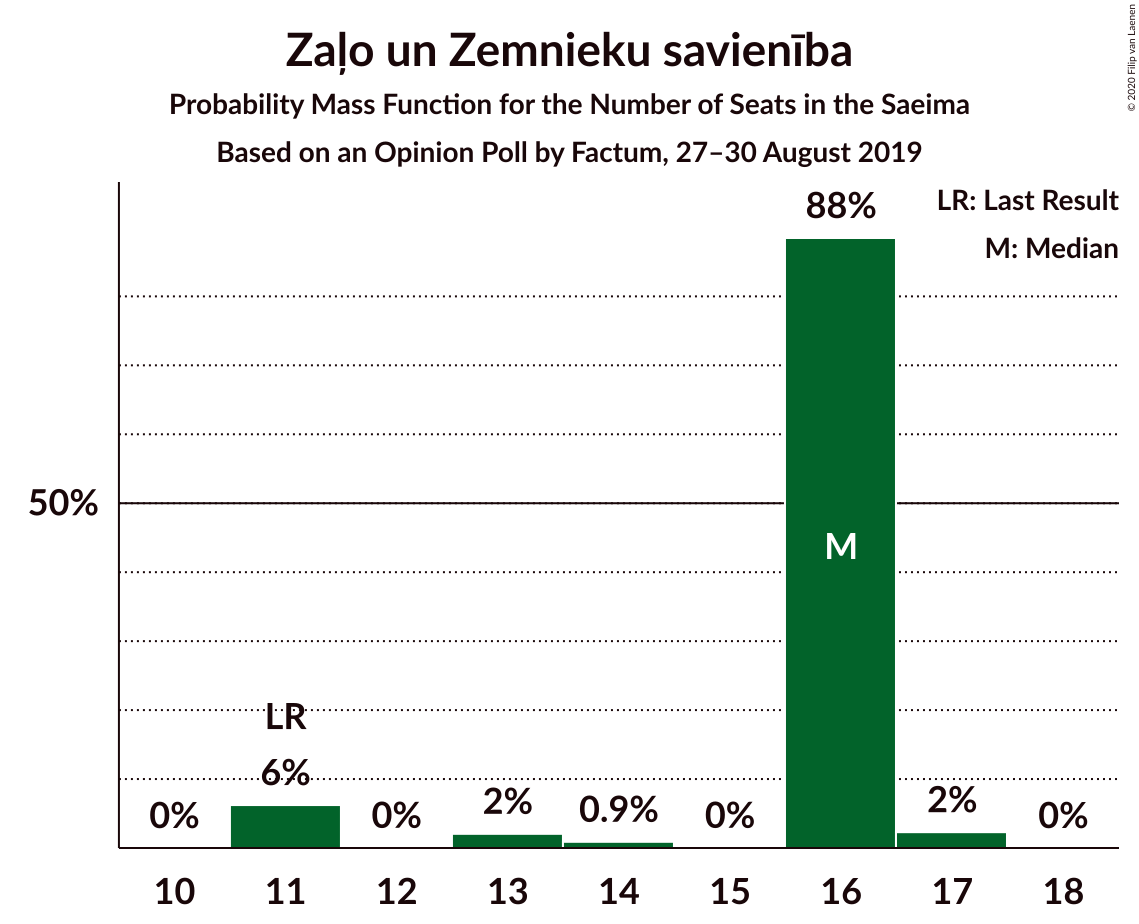 Zaļo un Zemnieku savienība
Probability Mass Function for the Number of Seats in the Saeima
Based on an Opinion Poll by Factum, 27–30 August 2019
© 2020 Filip van Laenen
LR: Last Result
M: Median
88%
50%
M
LR
6%
0%
0%
2%
0.9%
0%
2%
0%
10 11 12 13 14 15 16 17 18